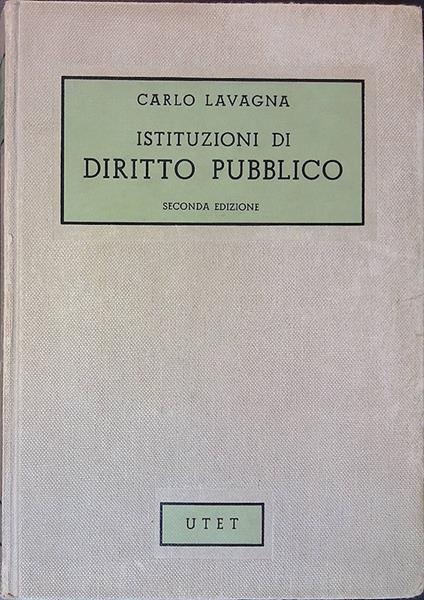 CARLO LAVAGNA
ISTITUZIONI DI
DIRITTO PUBBLICO
SECONDA EDIZIONE
UTET